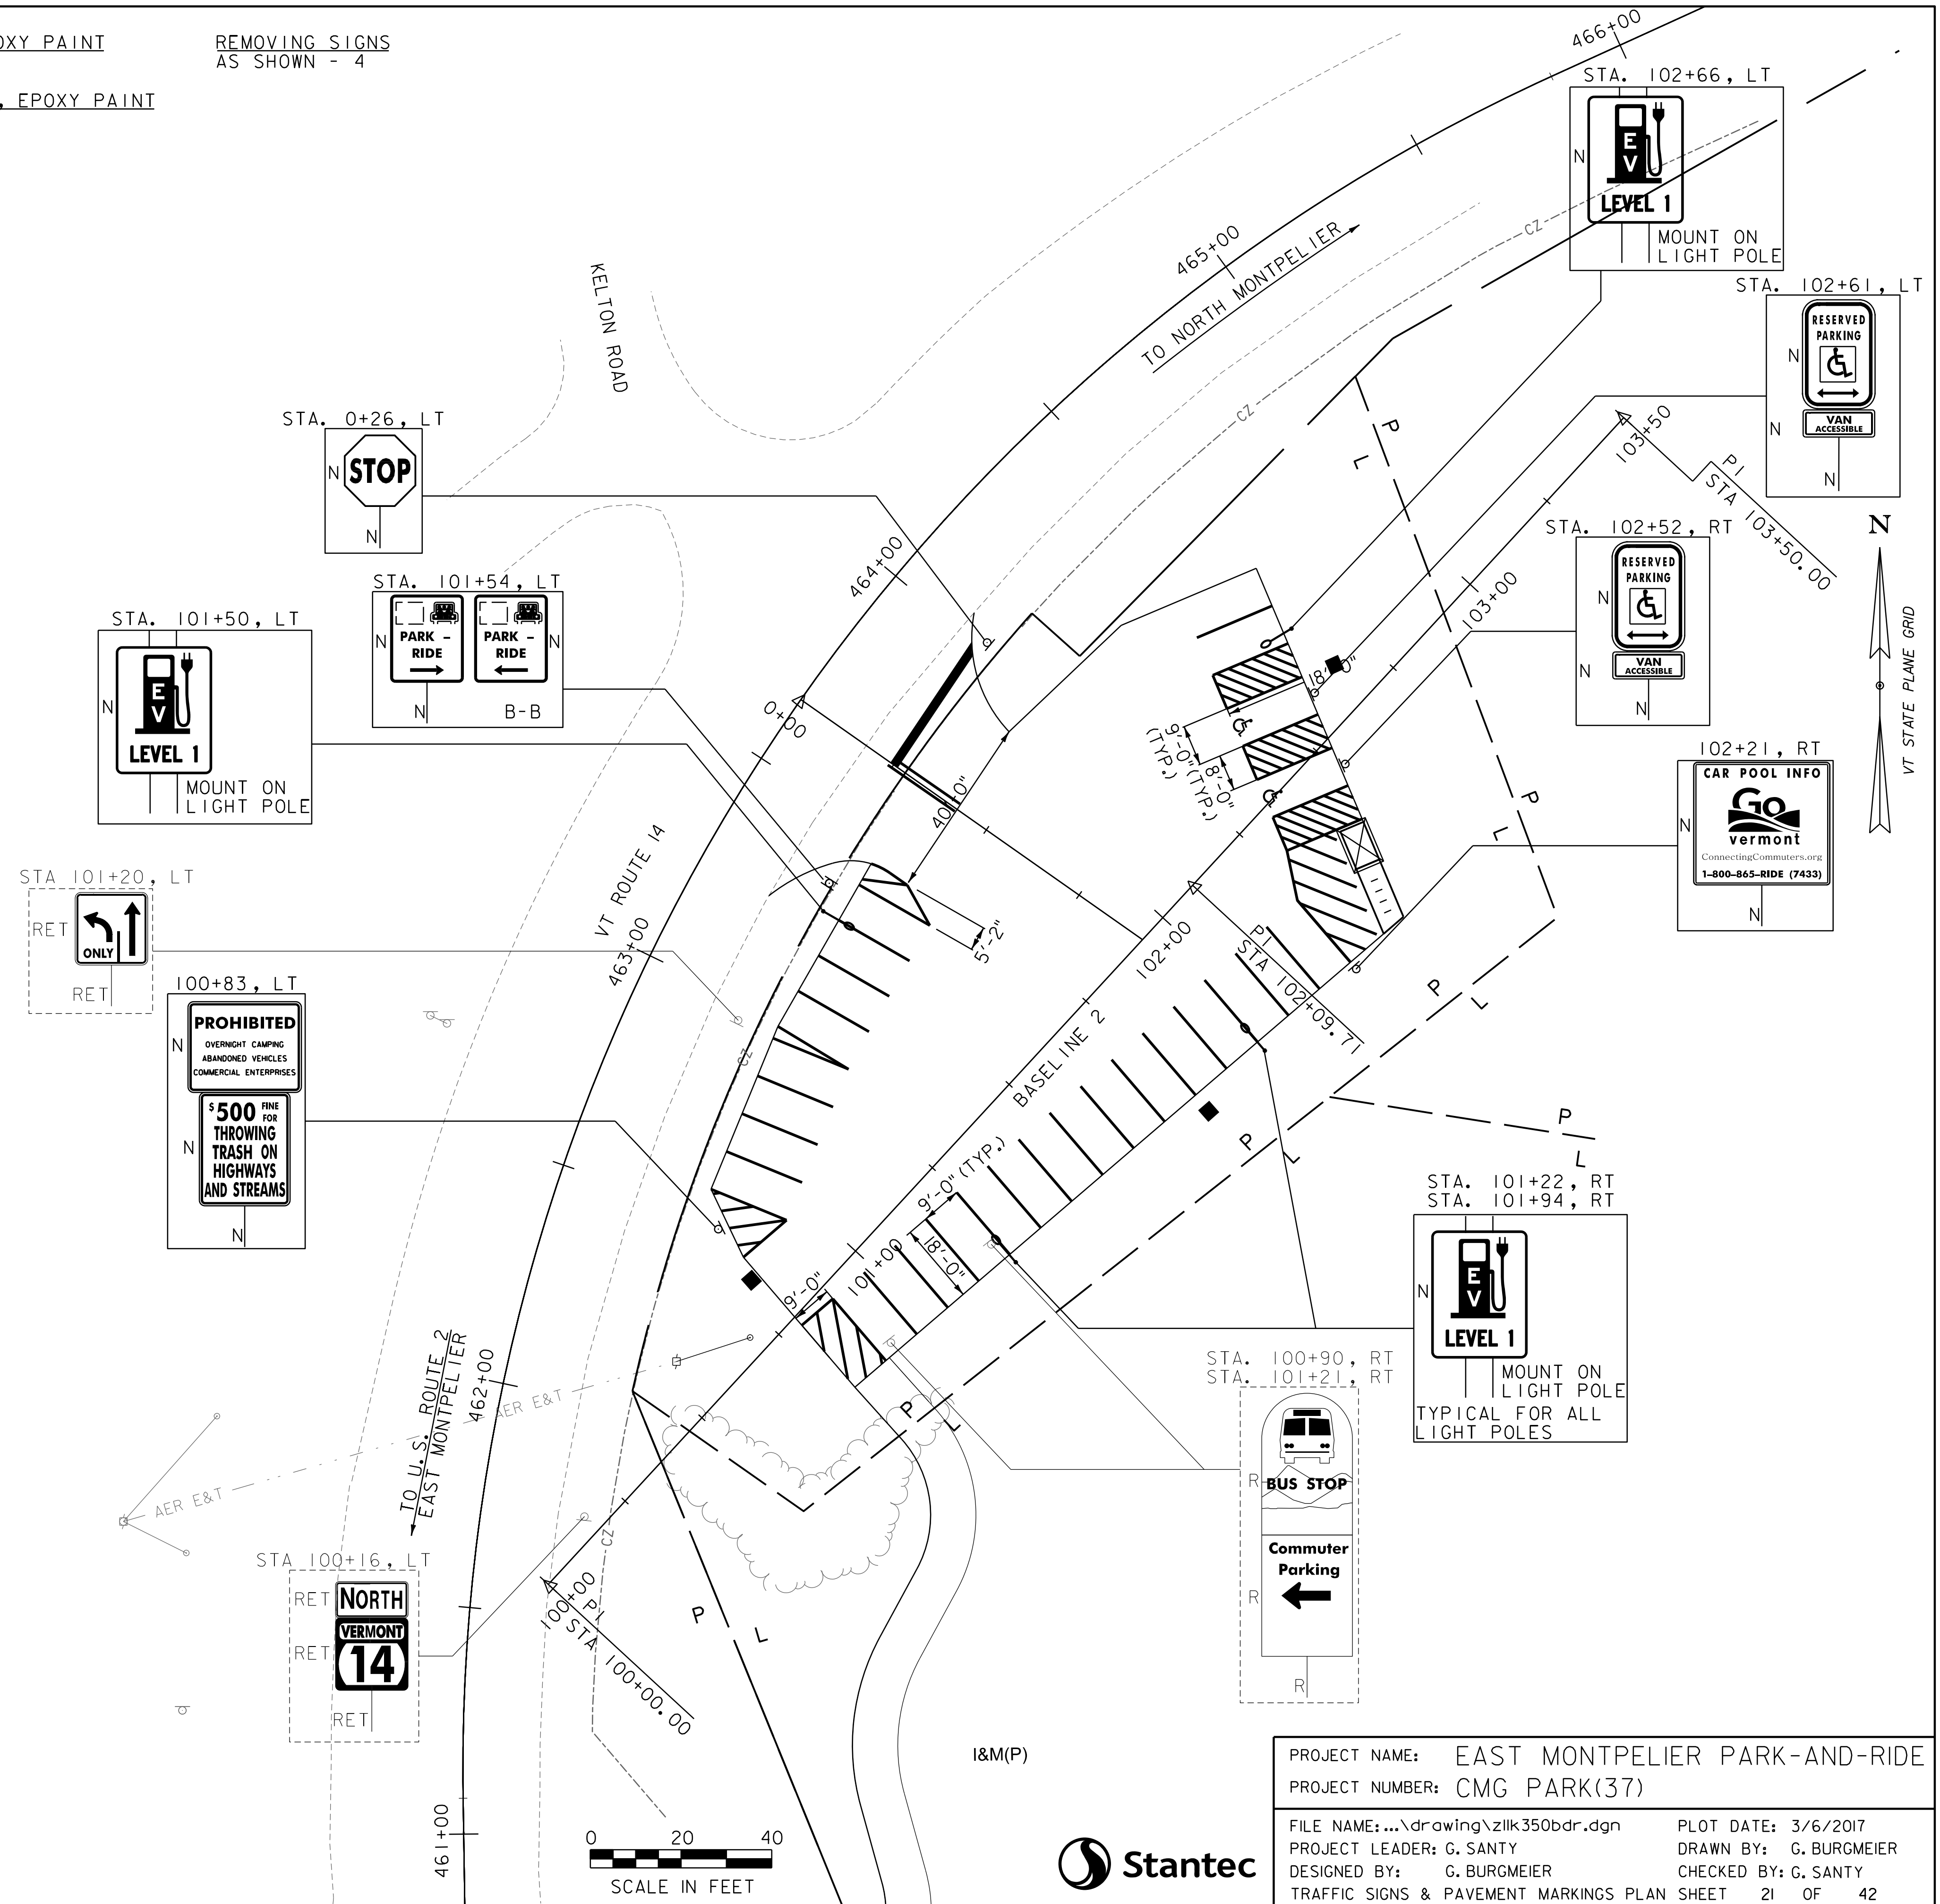 OXY PAINT
, EPOXY PAINT
REMOVING SIGNS
AS SHOWN - 4
466+00
STA. 102+66, LT
N
E
V
LEVEL 1
MOUNT ON
LIGHT POLE
465+00
TO NORTH MONTPELIER
CZ
CZ
KELTON ROAD
STA. 102+61, LT
RESERVED
PARKING
N
VAN
ACCESSIBLE
N
N
P
L
103+50
PI
STA 103+50.00
STA. 0+26, LT
N
STOP
N
N
VT STATE PLANE GRID
STA. 102+52, RT
RESERVED
PARKING
N
VAN
ACCESSIBLE
N
N
464+00
103+00
STA. 101+54, LT
N
PARK -
RIDE
PARK -
RIDE
N
N
B-B
STA. 101+50, LT
N
E
V
LEVEL 1
MOUNT ON
LIGHT POLE
0+00
18'-0"
9'-0"
(TYP.)
8'-0"
(TYP.)
40'-0"
102+21, RT
CAR POOL INFO
Go
vermont
ConnectingCommuters.org
1-800-865-RIDE (7433)
N
N
P
L
VT ROUTE 14
463+00
5'-2"
102+00
PI
STA 102+09.71
P
L
STA 101+20, LT
RET
ONLY
RET
100+83, LT
N
PROHIBITED
OVERNIGHT CAMPING
ABANDONED VEHICLES
COMMERCIAL ENTERPRISES
N
$500 FINE
FOR
THROWING
TRASH ON
HIGHWAYS
AND STREAMS
N
CZ
BASELINE 2
P
L
P
L
9'-0" (TYP.)
18'-0"
101+00
9'-0"
STA. 101+22, RT
STA. 101+94, RT
N
E
V
LEVEL 1
MOUNT ON
LIGHT POLE
TYPICAL FOR ALL
LIGHT POLES
TO U.S. ROUTE 2
EAST MONTPELIER
462+00
AER E&T
AER E&T
P
L
STA. 100+90, RT
STA. 101+21, RT
R
BUS STOP
Commuter
Parking
R
R
STA 100+16, LT
RET
NORTH
RET
VERMONT
14
RET
CZ
100+00
PI
STA 100+00.00
P
L
461+00
0 20 40
SCALE IN FEET
I&M(P)
Stantec
PROJECT NAME: EAST MONTPELIER PARK-AND-RIDE
PROJECT NUMBER: CMG PARK(37)
FILE NAME: ...\drawing\z11k350bdr.dgn PLOT DATE: 3/6/2017
PROJECT LEADER: G. SANTY DRAWN BY: G. BURGMEIER
DESIGNED BY: G. BURGMEIER CHECKED BY: G. SANTY
TRAFFIC SIGNS & PAVEMENT MARKINGS PLAN SHEET 21 OF 42